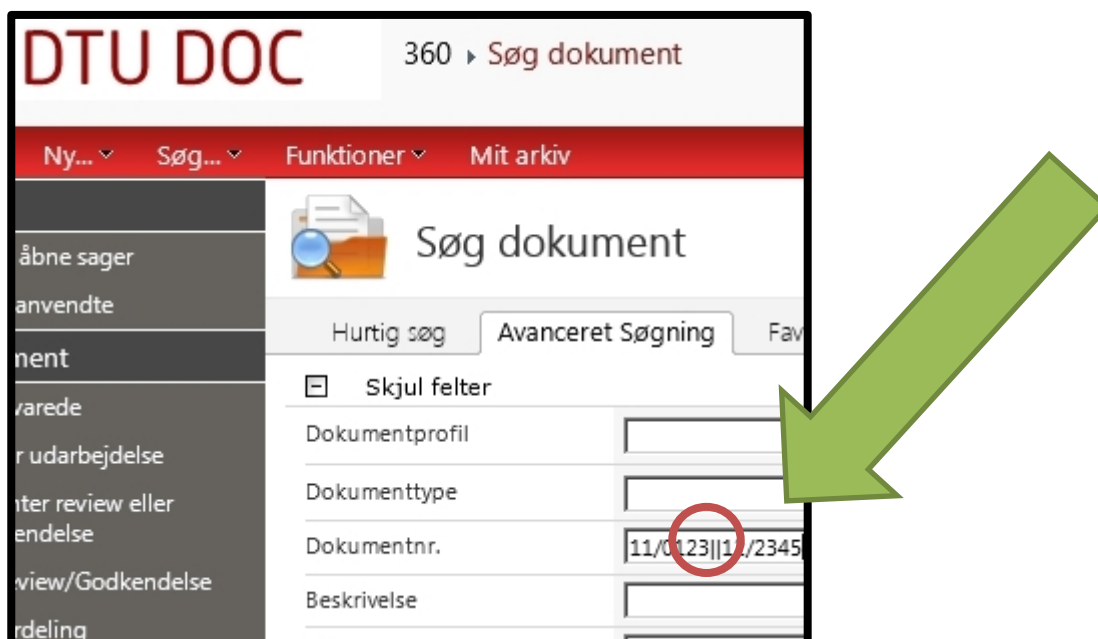 DTU DOC
360 ▸ Søg dokument
Ny... Søg... Funktioner Mit arkiv
åbne sager
anvendte
ment
varede
r udarbejdelse
nter review eller
endelse
view/Godkendelse
rdeling
Søg dokument
Hurtig søg Avanceret Søgning Fav
Skjul felter
Dokumentprofil
Dokumenttype
Dokumentnr. 11/0123||11/2345
Beskrivelse